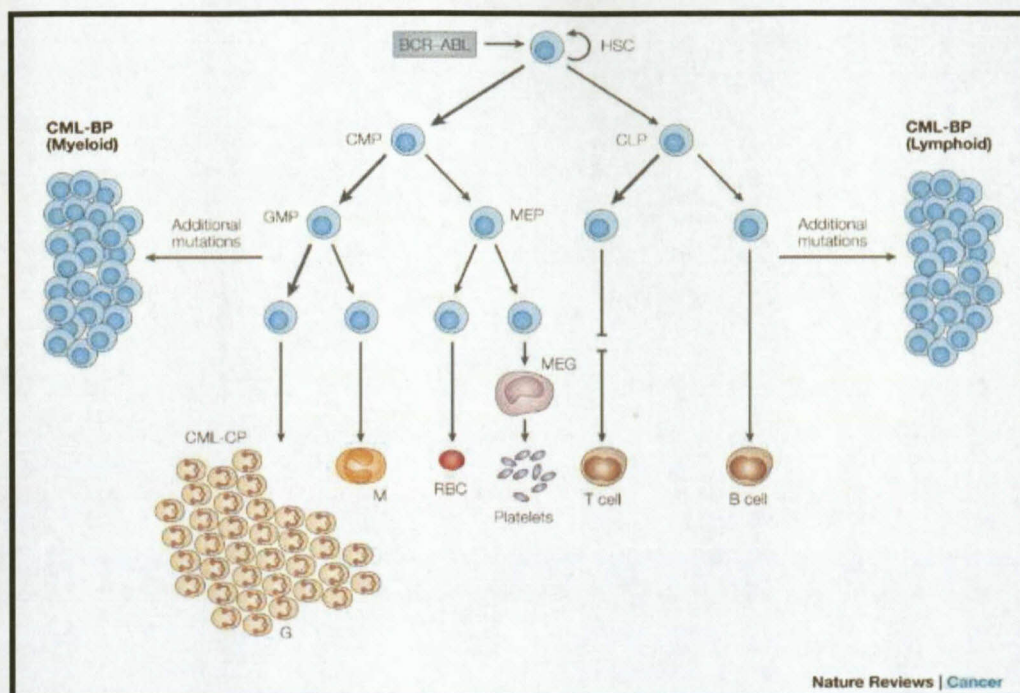 BCR-ABL
HSC
CML-BP
(Myeloid)
CMP
CLP
CML-BP
(Lymphoid)
Additional
mutations
GMP
MEP
Additional
mutations
MEG
CML-CP
M
RBC
Platelets
T cell
B cell
G
Nature Reviews | Cancer